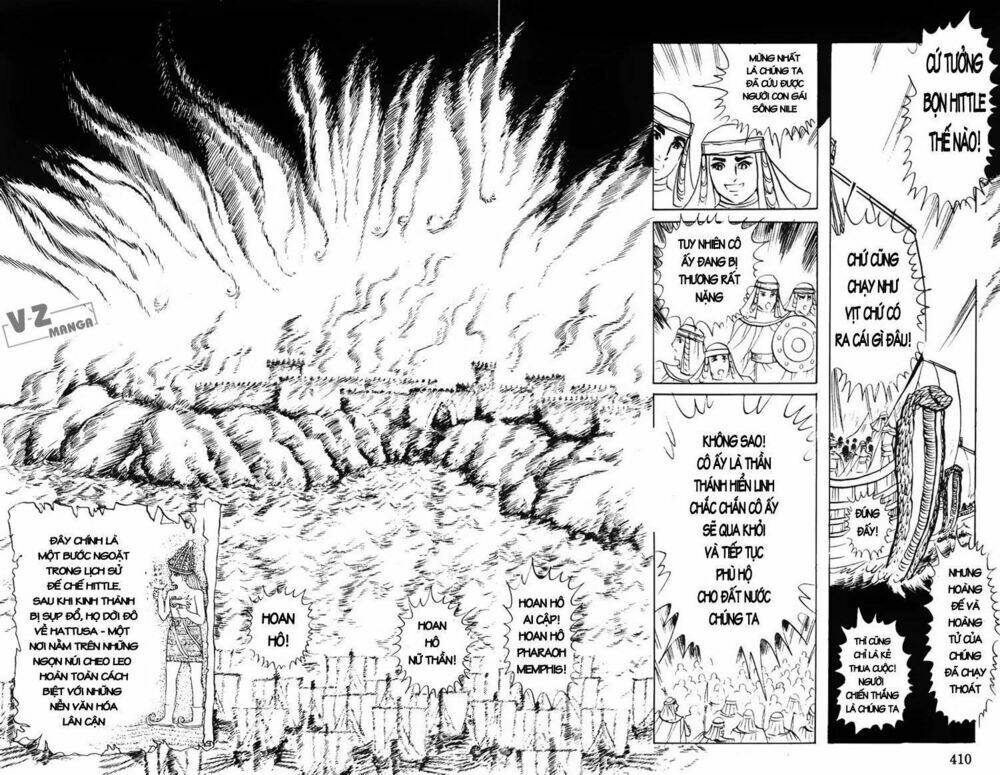 CỨ TƯỞNG
BỌN HITTLE
THẾ NÀO!
CHỨ CŨNG
CHẠY NHƯ
VỊT CHỨ CÓ
RA CÁI GÌ ĐÂU!
ĐÚNG
ĐẤY!
NHƯNG
HOÀNG
ĐẾ VÀ
HOÀNG
TỬ CỦA
CHÚNG
ĐÃ CHẠY
THOÁT
THÌ CŨNG
CHỈ LÀ KẺ
THUA CUỘC!
NGƯỜI
CHIẾN THẮNG
LÀ CHÚNG TA
MỪNG NHẤT
LÀ CHÚNG TA
ĐÃ CỨU ĐƯỢC
NGƯỜI CON GÁI
SÔNG NILE
TUY NHIÊN CÔ
ẤY ĐANG BỊ
THƯƠNG RẤT
NẶNG
KHÔNG SAO!
CÔ ẤY LÀ THẦN
THÁNH HIỂN LINH
CHẮC CHẮN CÔ ẤY
SẼ QUA KHỎI
VÀ TIẾP TỤC
PHÙ HỘ
CHO ĐẤT NƯỚC
CHÚNG TA
HOAN HÔ
AI CẬP!
HOAN HÔ
PHARAOH
MEMPHIS!
HOAN
HÔ
NỮ THẦN!
HOAN
HÔ!
ĐÂY CHÍNH LÀ
MỘT BƯỚC NGOẶT
TRONG LỊCH SỬ
ĐẾ CHẾ HITTLE.
SAU KHI KINH THÀNH
BỊ SỤP ĐỔ, HỌ DỜI ĐÔ
VỀ HATTUSA - MỘT
NƠI NẰM TRÊN NHỮNG
NGỌN NÚI CHEO LEO
HOÀN TOÀN CÁCH
BIỆT VỚI NHỮNG
NỀN VĂN HÓA
LÂN CẬN
V-Z
MANGA
410